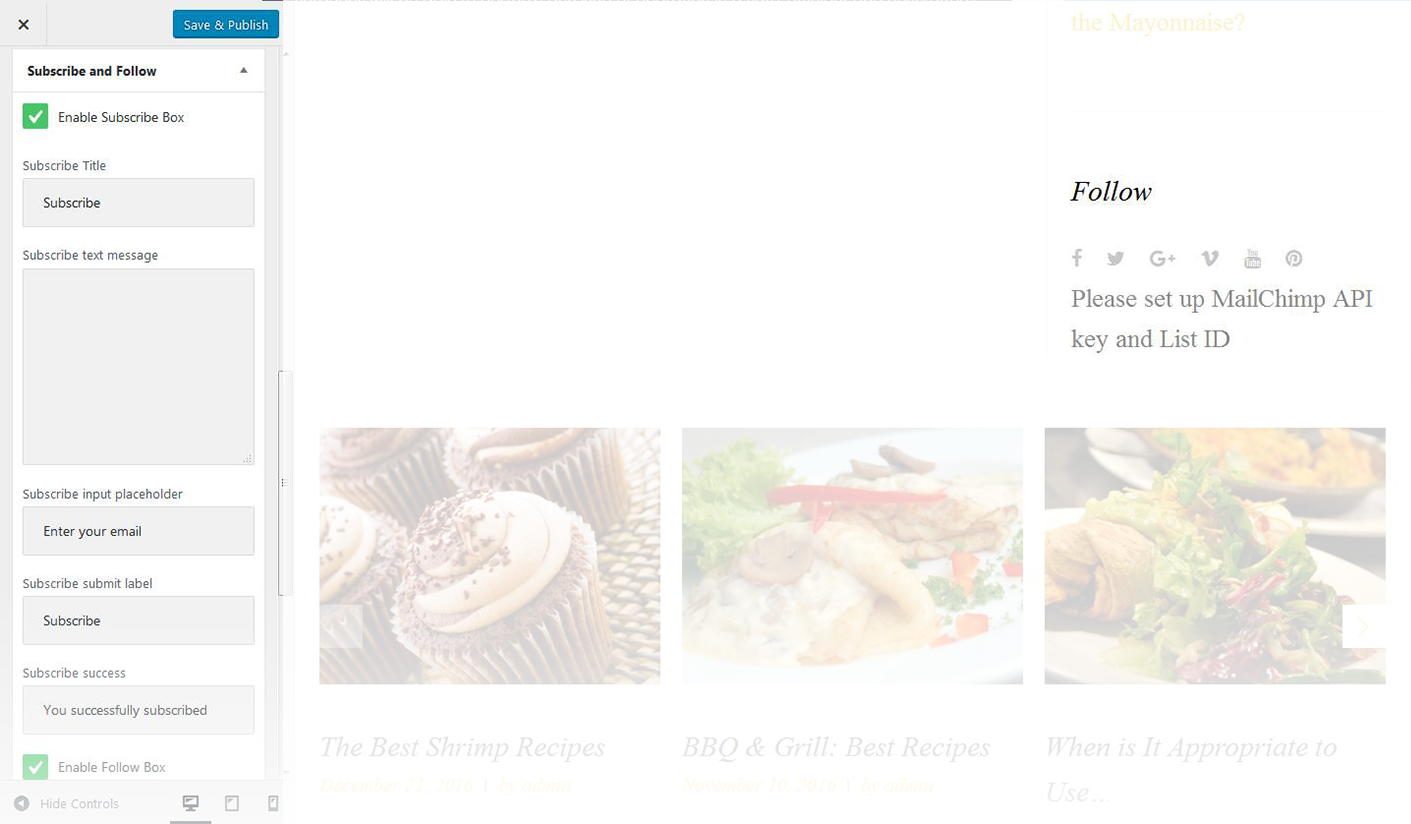 Save & Publish
Subscribe and Follow
Enable Subscribe Box
Subscribe Title
Subscribe
Subscribe text message
Subscribe input placeholder
Enter your email
Subscribe submit label
Subscribe
Subscribe success
You successfully subscribed
Enable Follow Box
Hide Controls
the Mayonnaise?
Follow
You
Tube
Please set up MailChimp API
key and List ID
The Best Shrimp Recipes
December 21, 2016 | by admin
BBQ & Grill: Best Recipes
November 10, 2016 | by admin
When is It Appropriate to
Use...